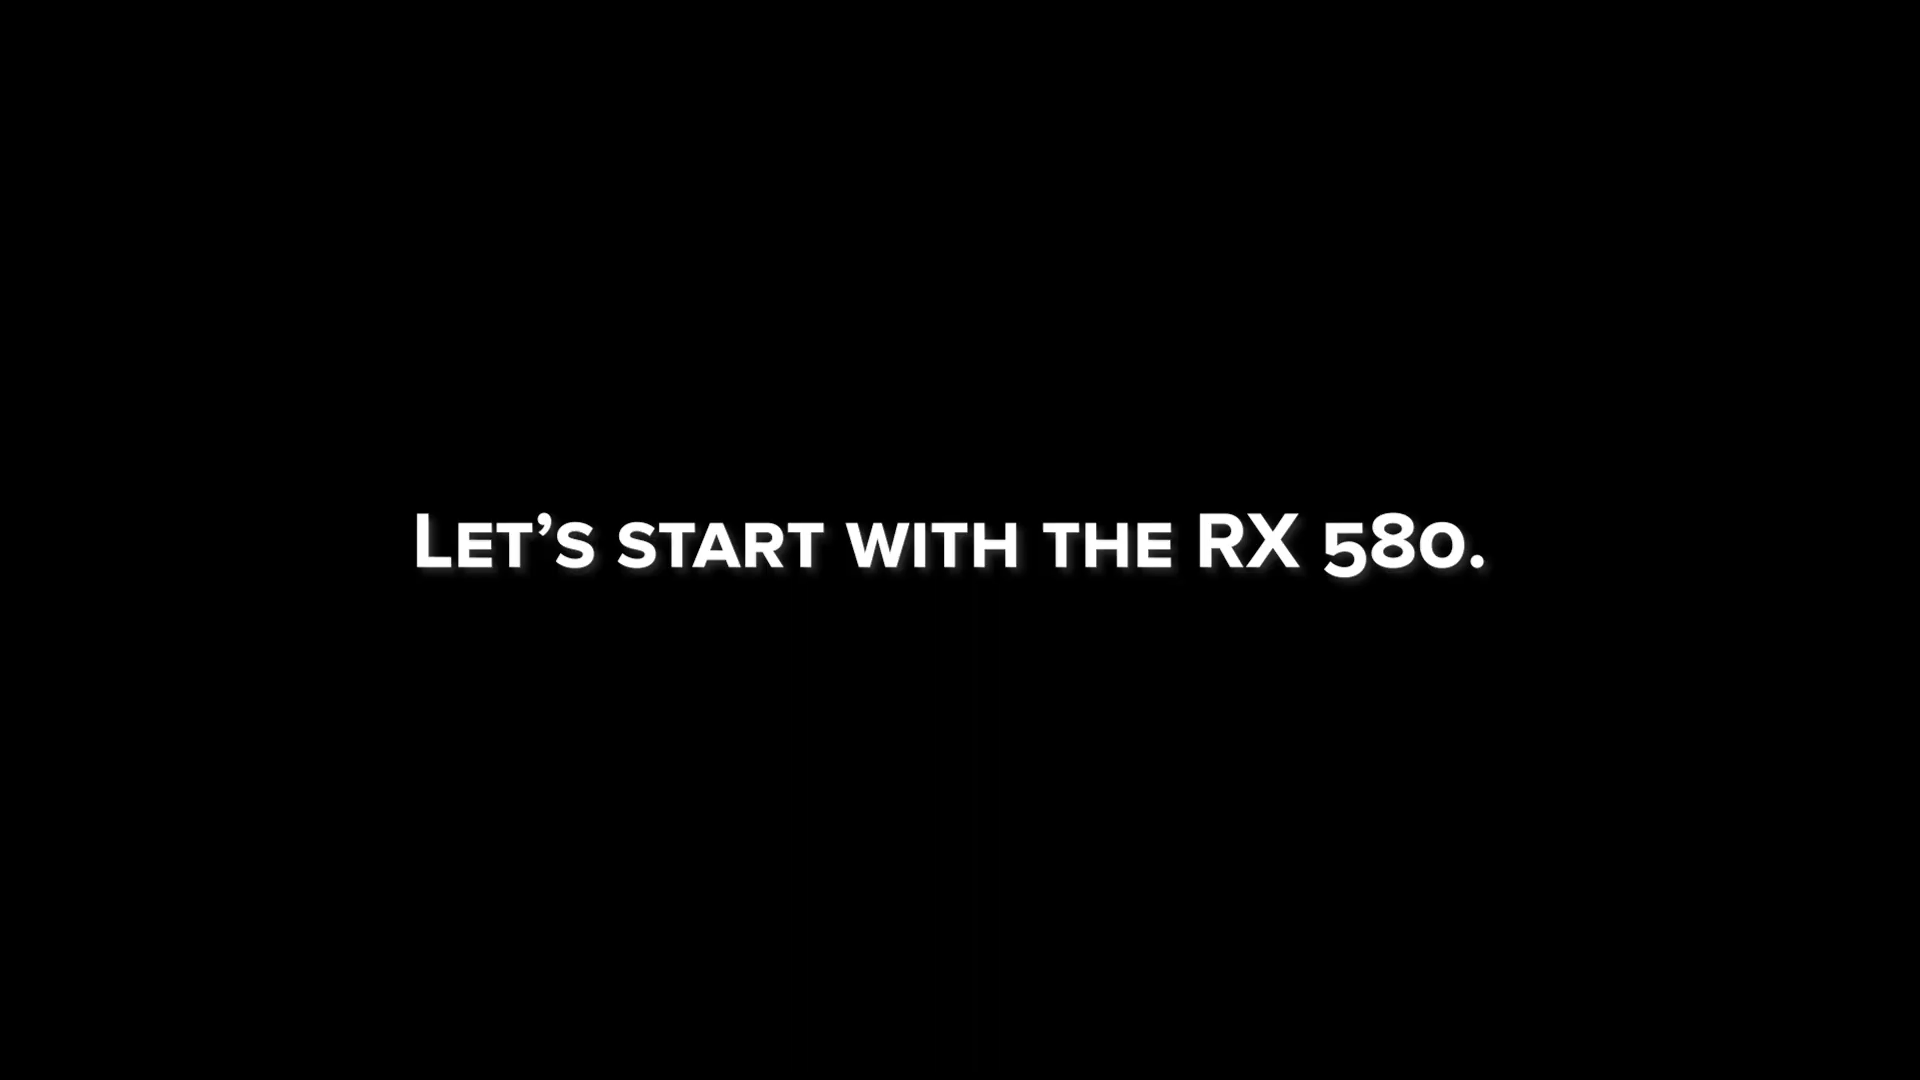 Let’s start with the RX 580.